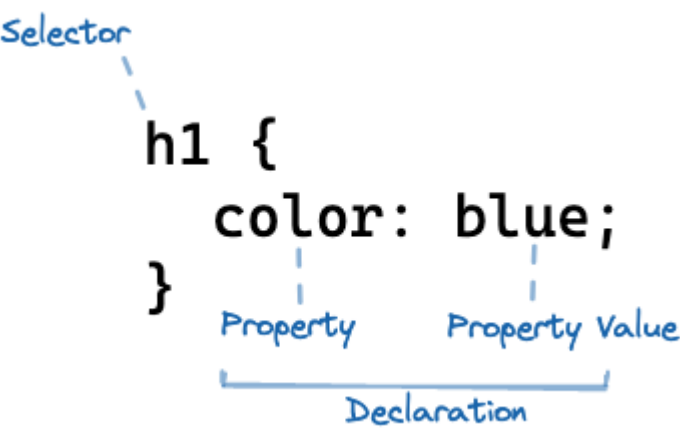 Selector
h1 {
color: blue;
}
Property Property Value
Declaration